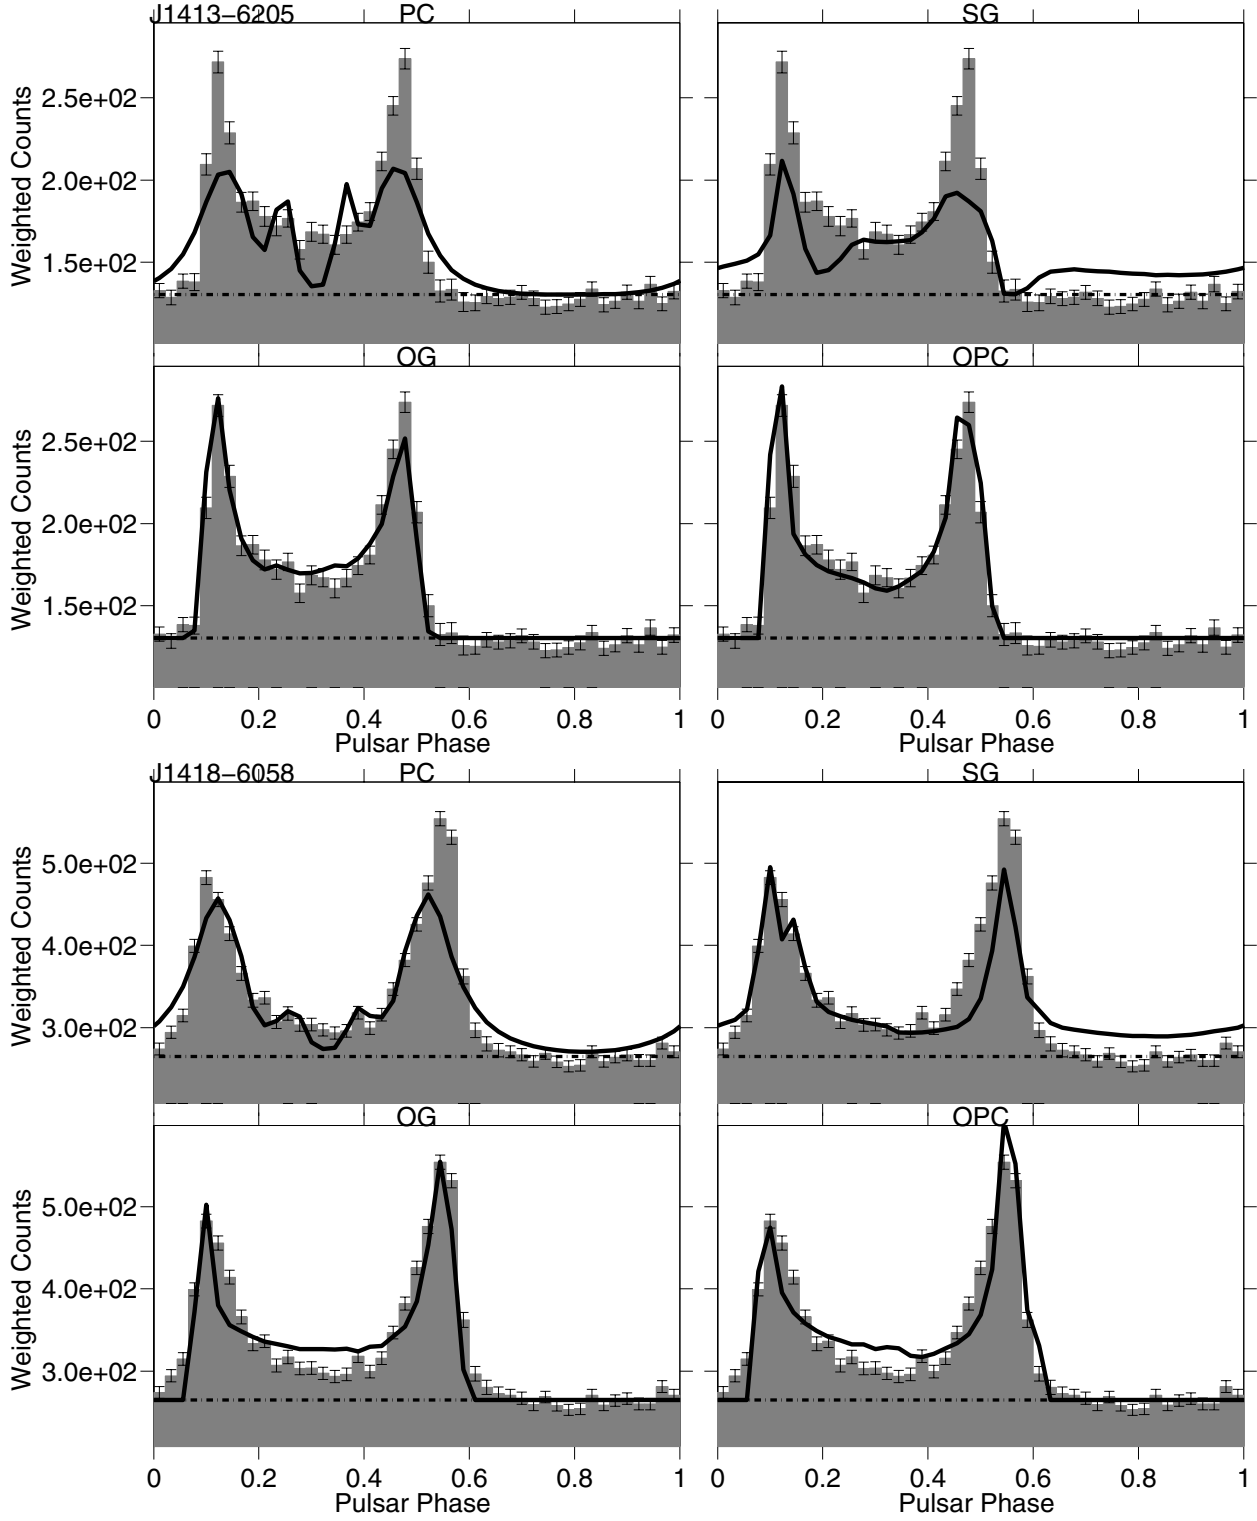 J1413−6205 PC SG
Weighted Counts
2.5e+02
2.0e+02
1.5e+02
OG OPC
Weighted Counts
2.5e+02
2.0e+02
1.5e+02
0 0.2 0.4 0.6 0.8 1 0 0.2 0.4 0.6 0.8 1
Pulsar Phase Pulsar Phase
J1418−6058 PC SG
Weighted Counts
5.0e+02
4.0e+02
3.0e+02
OG OPC
Weighted Counts
5.0e+02
4.0e+02
3.0e+02
0 0.2 0.4 0.6 0.8 1 0 0.2 0.4 0.6 0.8 1
Pulsar Phase Pulsar Phase